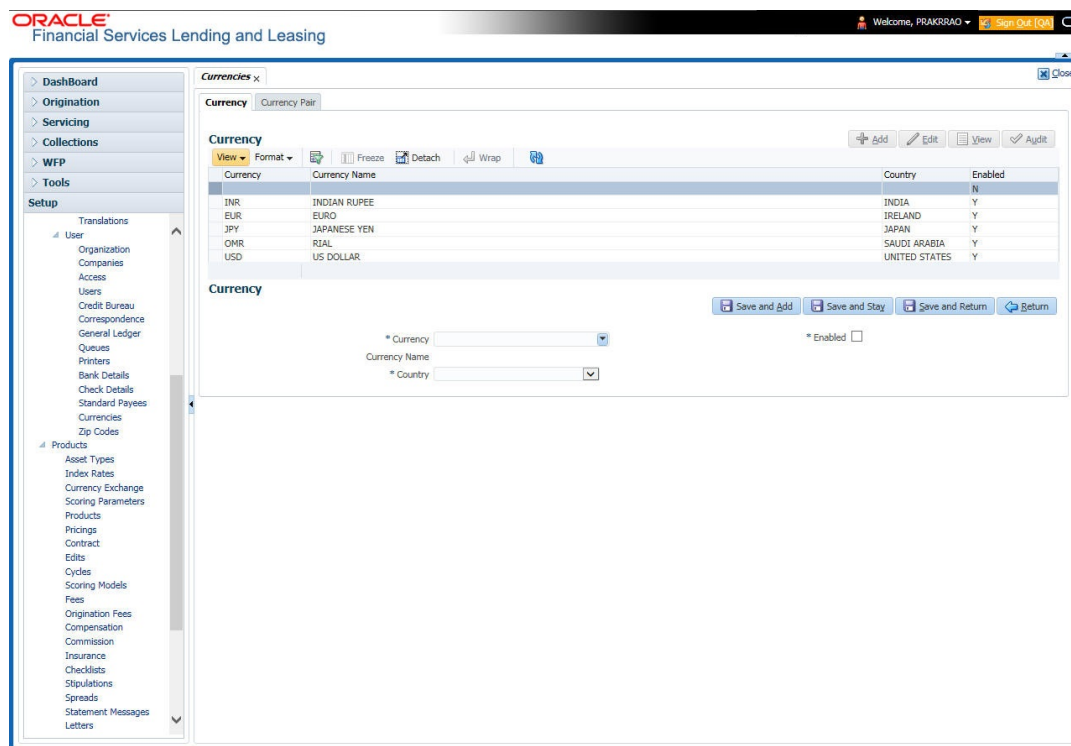 ORACLE
Financial Services Lending and Leasing
Welcome, PRAKRRAO
Sign Out [QA]
DashBoard
Origination
Servicing
Collections
WFP
Tools
Setup
Translations
User
Organization
Companies
Access
Users
Credit Bureau
Correspondence
General Ledger
Queues
Printers
Bank Details
Check Details
Standard Payees
Currencies
Zip Codes
Products
Asset Types
Index Rates
Currency Exchange
Scoring Parameters
Products
Pricings
Contract
Edits
Cycles
Scoring Models
Fees
Origination Fees
Compensation
Commission
Insurance
Checklists
Stipulations
Spreads
Statement Messages
Letters
Currencies x
Close
Currency Currency Pair
Currency
Add Edit View Audit
View Format Freeze Detach Wrap
Currency Currency Name Country Enabled
N
INR INDIAN RUPEE INDIA Y
EUR EURO IRELAND Y
JPY JAPANESE YEN JAPAN Y
OMR RIAL SAUDI ARABIA Y
USD US DOLLAR UNITED STATES Y
Currency
Save and Add Save and Stay Save and Return Return
* Currency * Enabled
Currency Name
* Country